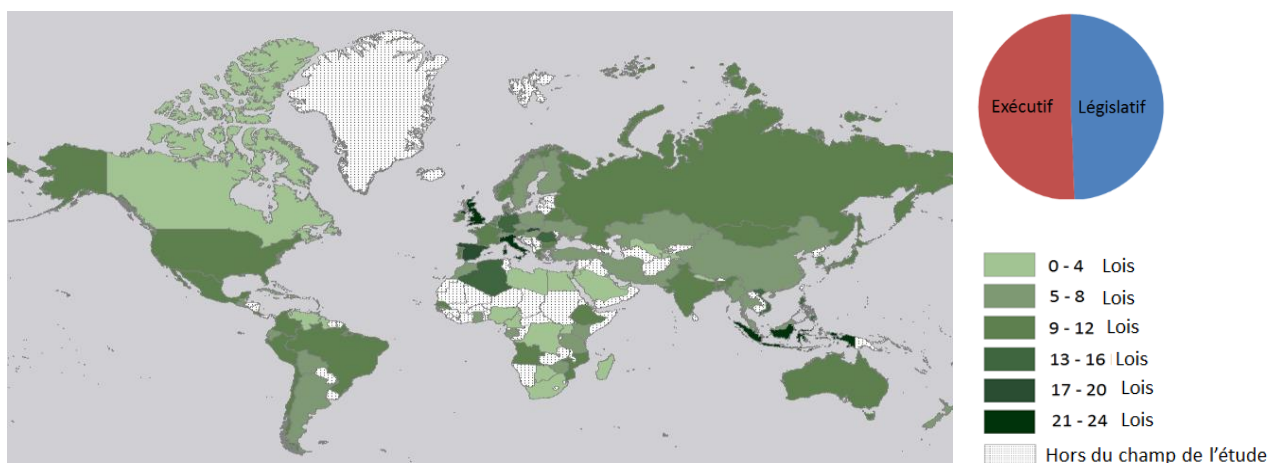 Exécutif Législatif
0 - 4 Lois
5 - 8 Lois
9 - 12 Lois
13 - 16 Lois
17 - 20 Lois
21 - 24 Lois
Hors du champ de l'étude